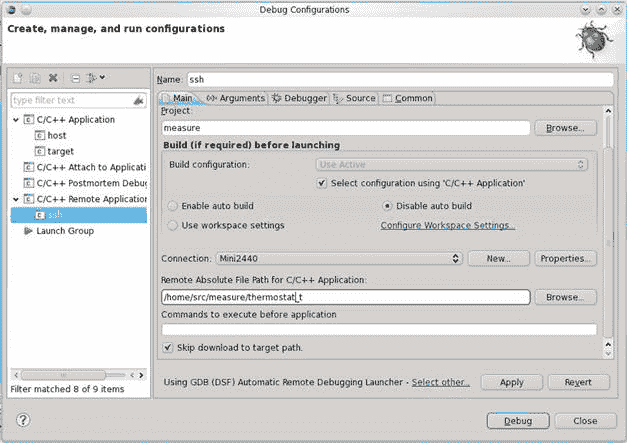 Debug Configurations
Create, manage, and run configurations
type filter text
C/C++ Application
host
target
C/C++ Attach to Applicati
C/C++ Postmortem Debug
C/C++ Remote Application
ssh
Launch Group
Filter matched 8 of 9 items
Name: ssh
Main Arguments Debugger Source Common
Project:
measure Browse...
Build (if required) before launching
Build configuration: Use Active
Select configuration using 'C/C++ Application'
Enable auto build Disable auto build
Use workspace settings Configure Workspace Settings...
Connection: Mini2440 New... Properties...
Remote Absolute File Path for C/C++ Application:
/home/src/measure/thermostat_t Browse...
Commands to execute before application
Skip download to target path.
Using GDB (DSF) Automatic Remote Debugging Launcher - Select other... Apply Revert
? Debug Close